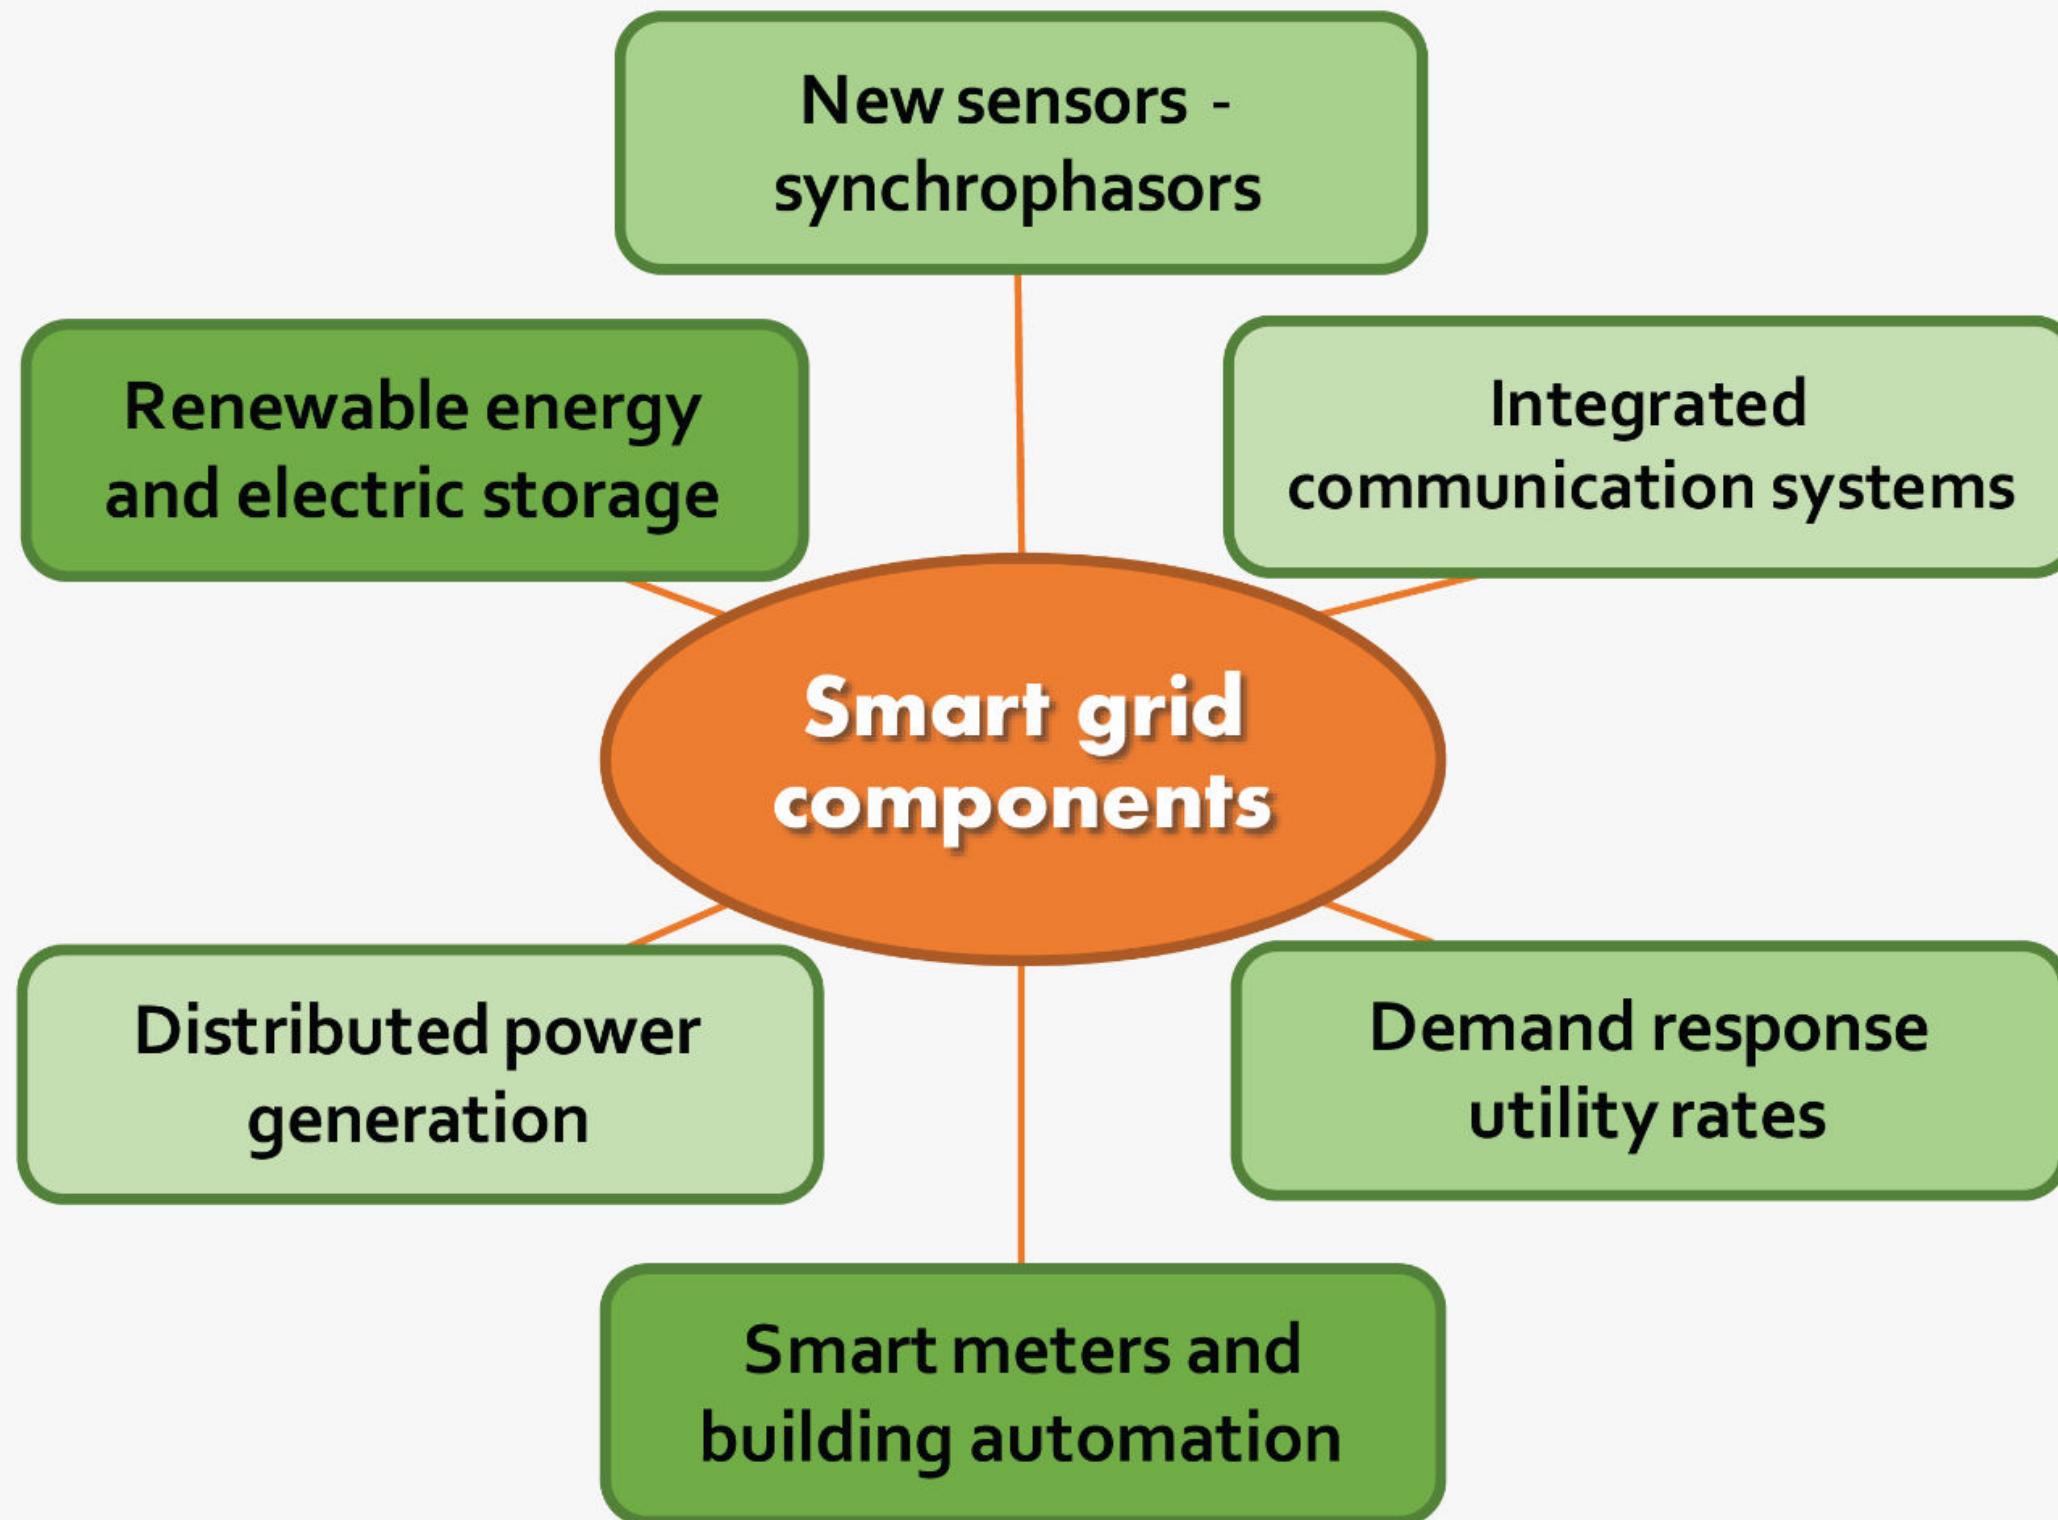 New sensors -
synchrophasors
Renewable energy
and electric storage
Integrated
communication systems
Smart grid
components
Distributed power
generation
Demand response
utility rates
Smart meters and
building automation